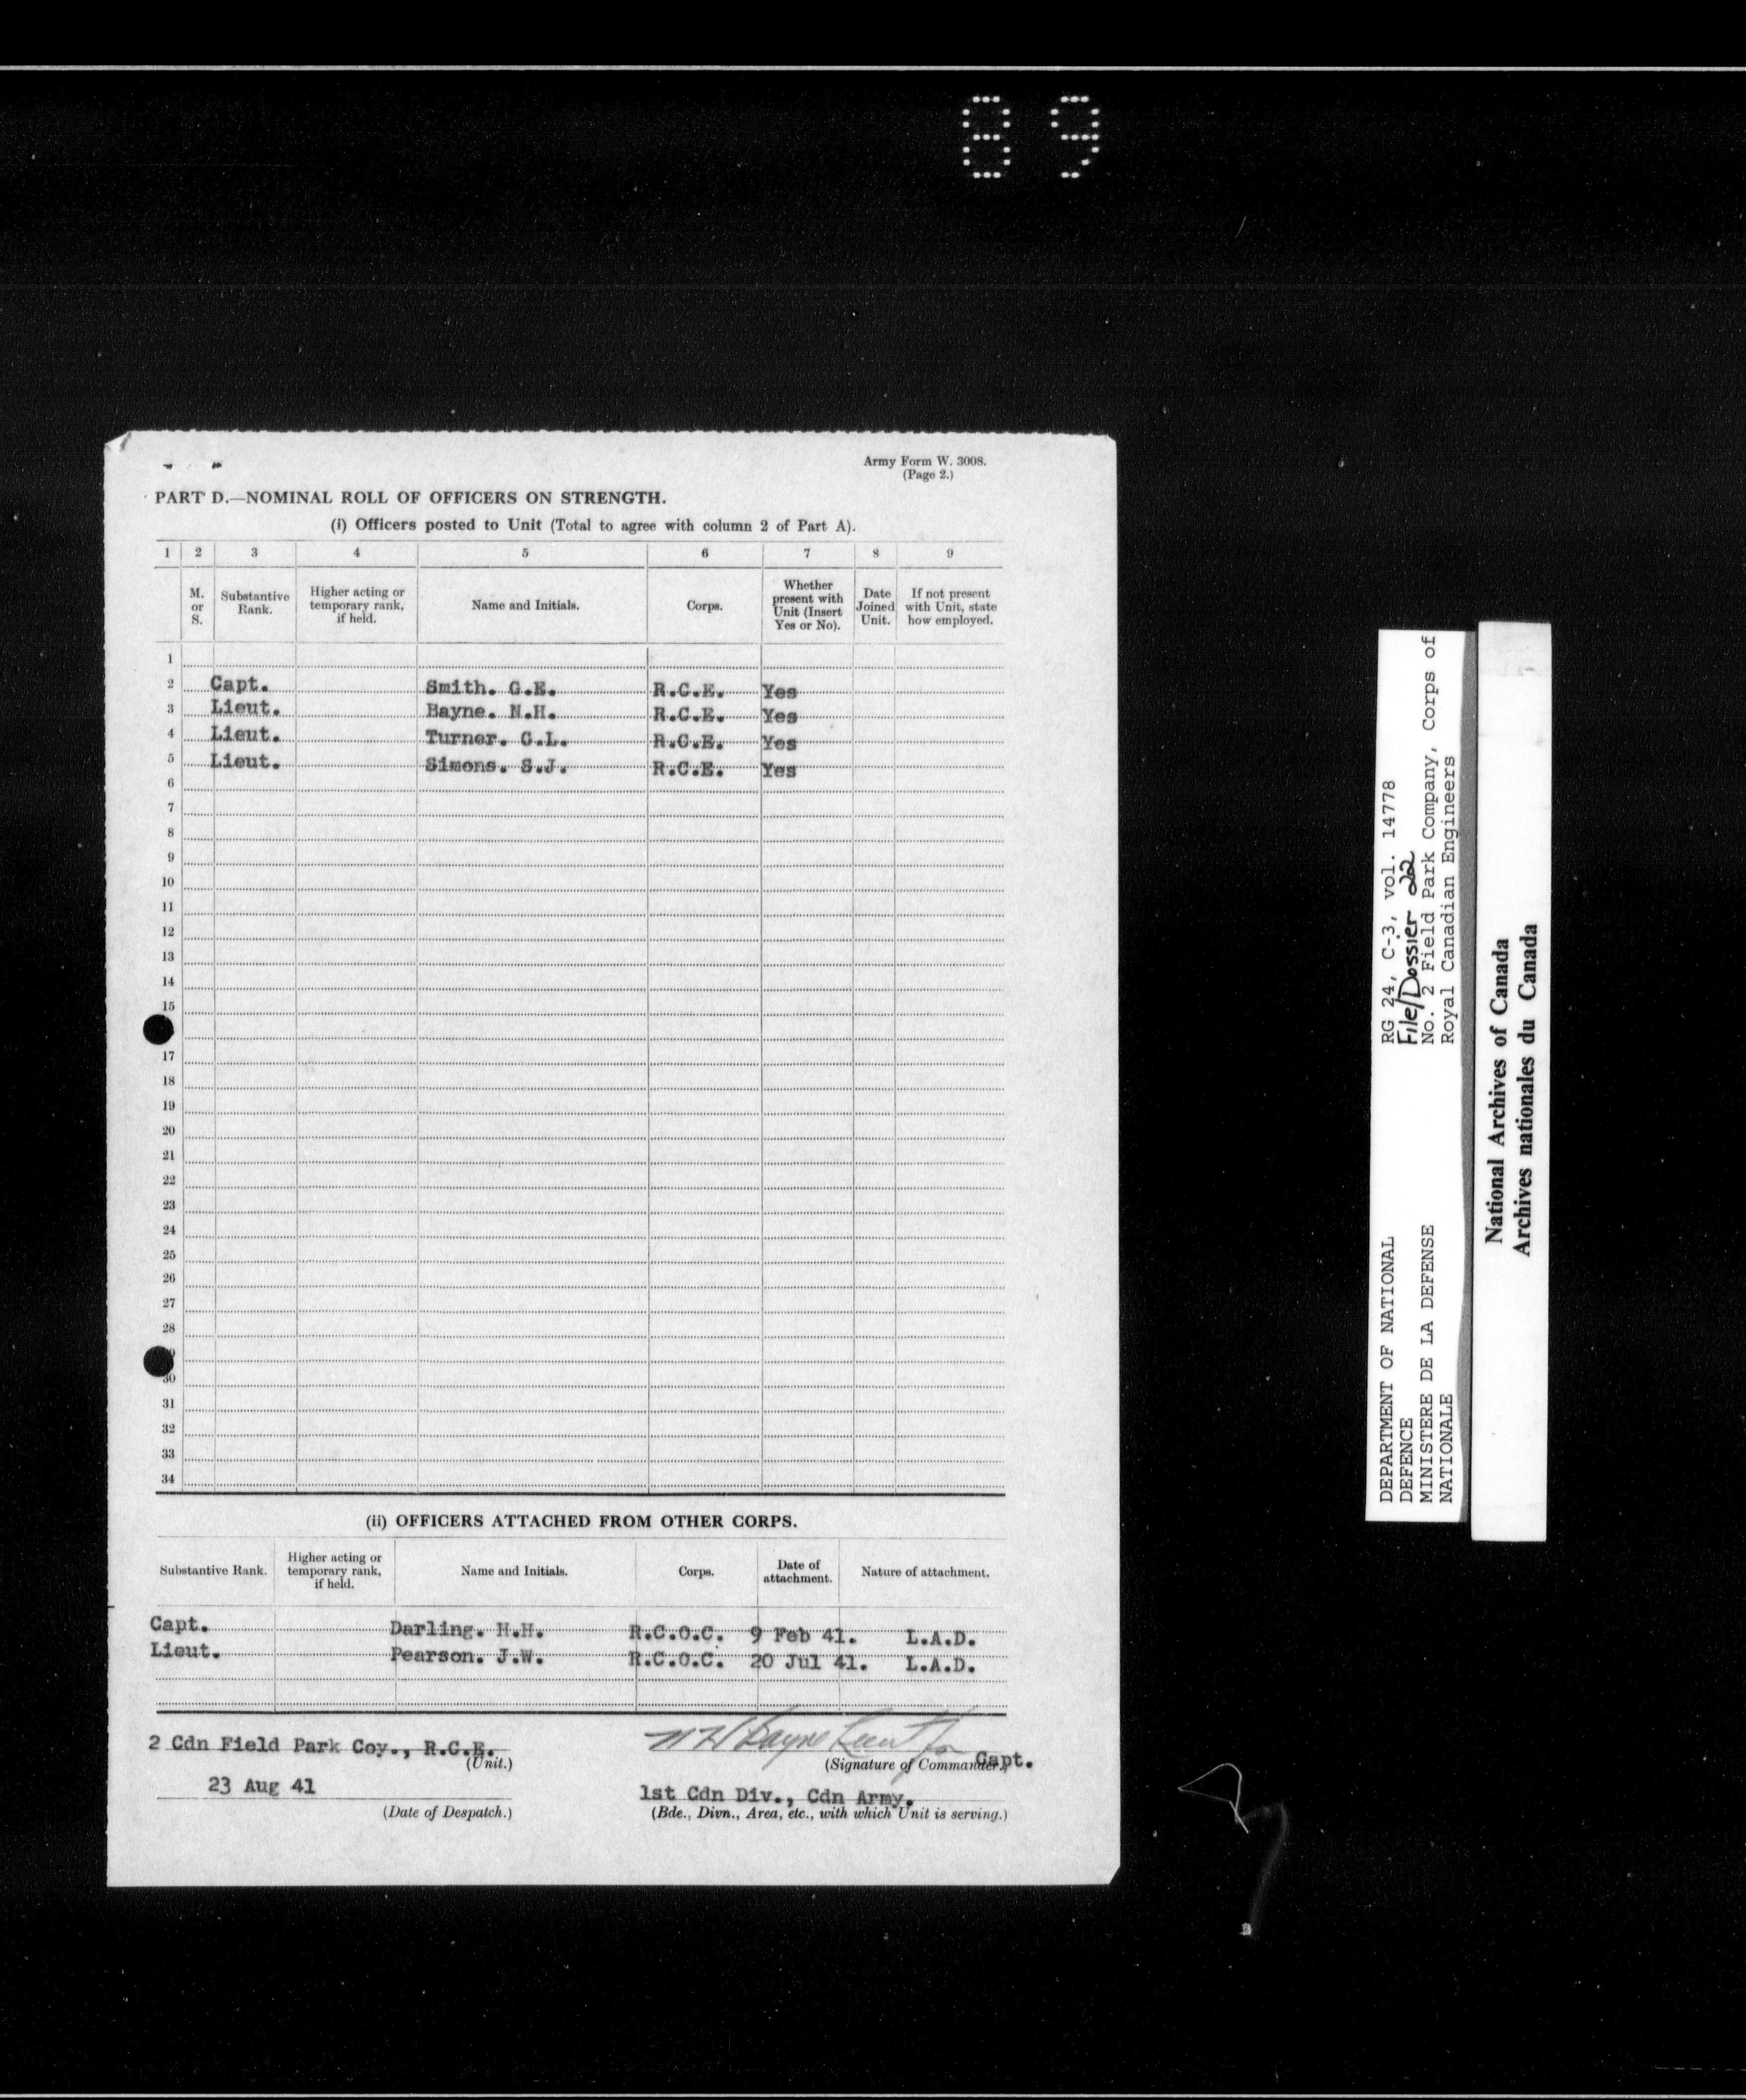 89
Army Form W. 3008.
(Page 2.)
PART D.—NOMINAL ROLL OF OFFICERS ON STRENGTH.
(i) Officers posted to Unit (Total to agree with column 2 of Part A).
1 2 3 4 5 6 7 8 9
M. or S. Substantive Rank. Higher acting or temporary rank, if held. Name and Initials. Corps. Whether present with Unit (Insert Yes or No). Date Joined Unit. If not present with Unit, state how employed.
1
2 Capt. Smith. G.E. R.C.E. Yes
3 Lieut. Bayne. N.H. R.C.E. Yes
4 Lieut. Turner. C.L. R.C.E. Yes
5 Lieut. Simons. S.J. R.C.E. Yes
6
7
8
9
10
11
12
13
14
15
17
18
19
20
21
22
23
24
25
26
27
28
30
31
32
33
34
(ii) OFFICERS ATTACHED FROM OTHER CORPS.
Substantive Rank. Higher acting or temporary rank, if held. Name and Initials. Corps. Date of attachment. Nature of attachment.
Capt. Darling. H.H. R.C.O.C. 9 Feb 41. L.A.D.
Lieut. Pearson. J.W. R.C.O.C. 20 Jul 41. L.A.D.
2 Cdn Field Park Coy., R.C.E. Bayne Lieut for Capt.
(Unit.) (Signature of Commander.)
23 Aug 41 1st Cdn Div., Cdn Army.
(Date of Despatch.) (Bde., Divn., Area, etc., with which Unit is serving.)
DEPARTMENT OF NATIONAL DEFENCE
MINISTERE DE LA DEFENSE NATIONALE
RG 24, C-3, vol. 14778
File/Dossier 22
No. 2 Field Park Company, Corps of
Royal Canadian Engineers
National Archives of Canada
Archives nationales du Canada